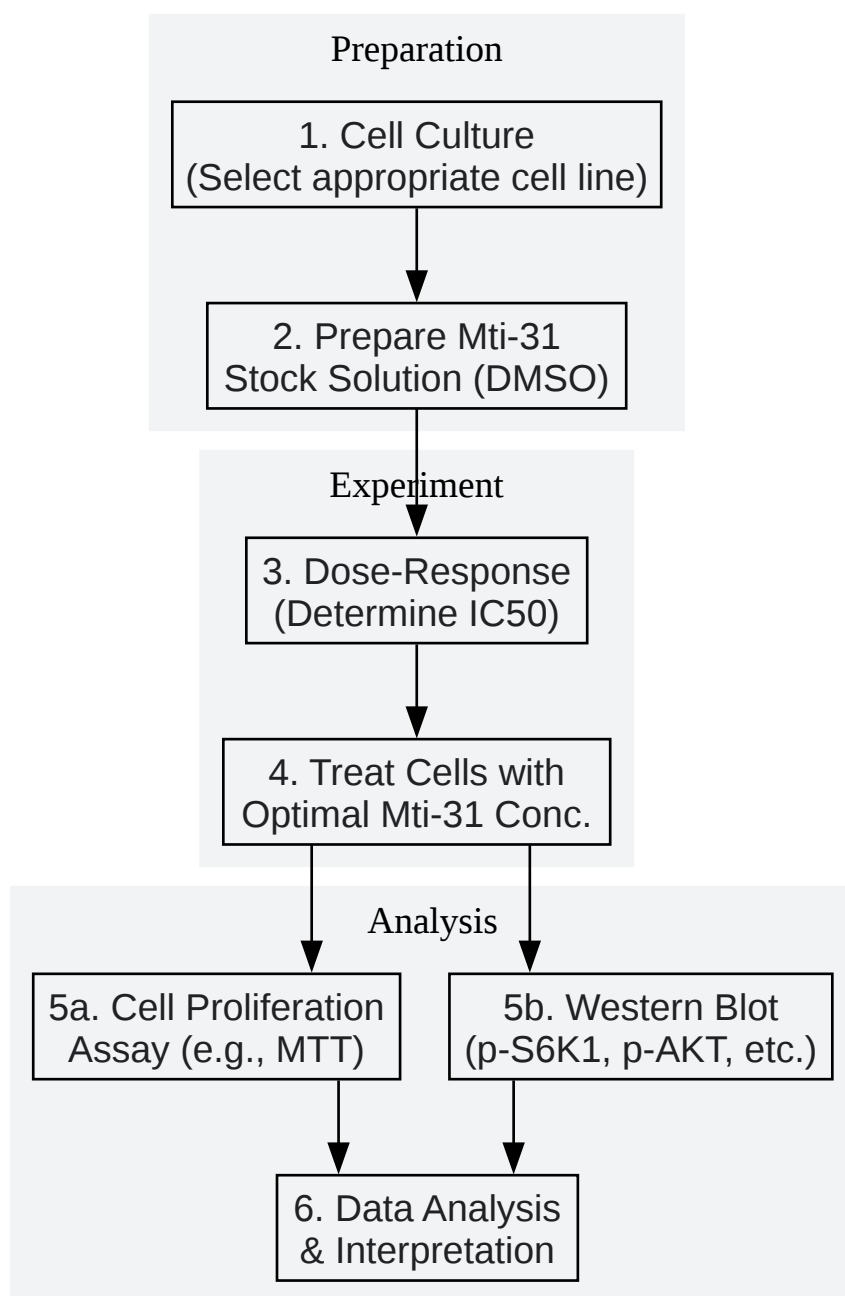 Preparation
1. Cell Culture
(Select appropriate cell line)
2. Prepare Mti-31
Stock Solution (DMSO)
Experiment
3. Dose-Response
(Determine IC50)
4. Treat Cells with
Optimal Mti-31 Conc.
Analysis
5a. Cell Proliferation
Assay (e.g., MTT)
5b. Western Blot
(p-S6K1, p-AKT, etc.)
6. Data Analysis
& Interpretation